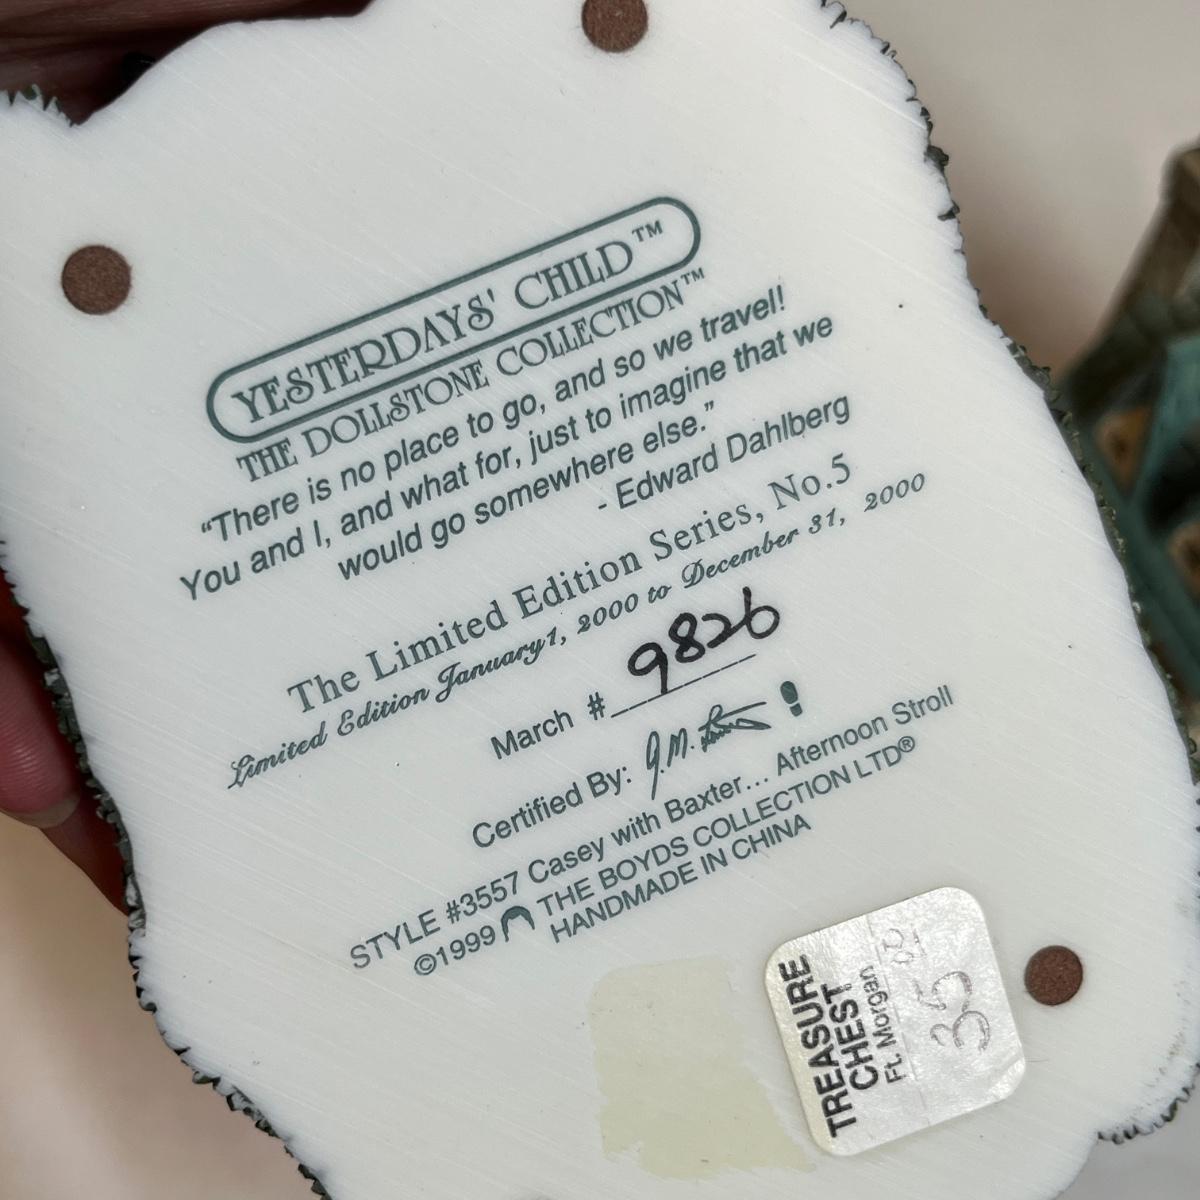 YESTERDAYS' CHILD™
THE DOLLSTONE COLLECTION™
“There is no place to go, and so we travel!
You and I, and what for, just to imagine that we
would go somewhere else.”
- Edward Dahlberg
The Limited Edition Series, No.5
Limited Edition January 1, 2000 to December 31, 2000
March # 9826
Certified By: J.M.
STYLE #3557 Casey with Baxter... Afternoon Stroll
©1999 THE BOYDS COLLECTION LTD®
HANDMADE IN CHINA
TREASURE
CHEST
Ft. Morgan
35